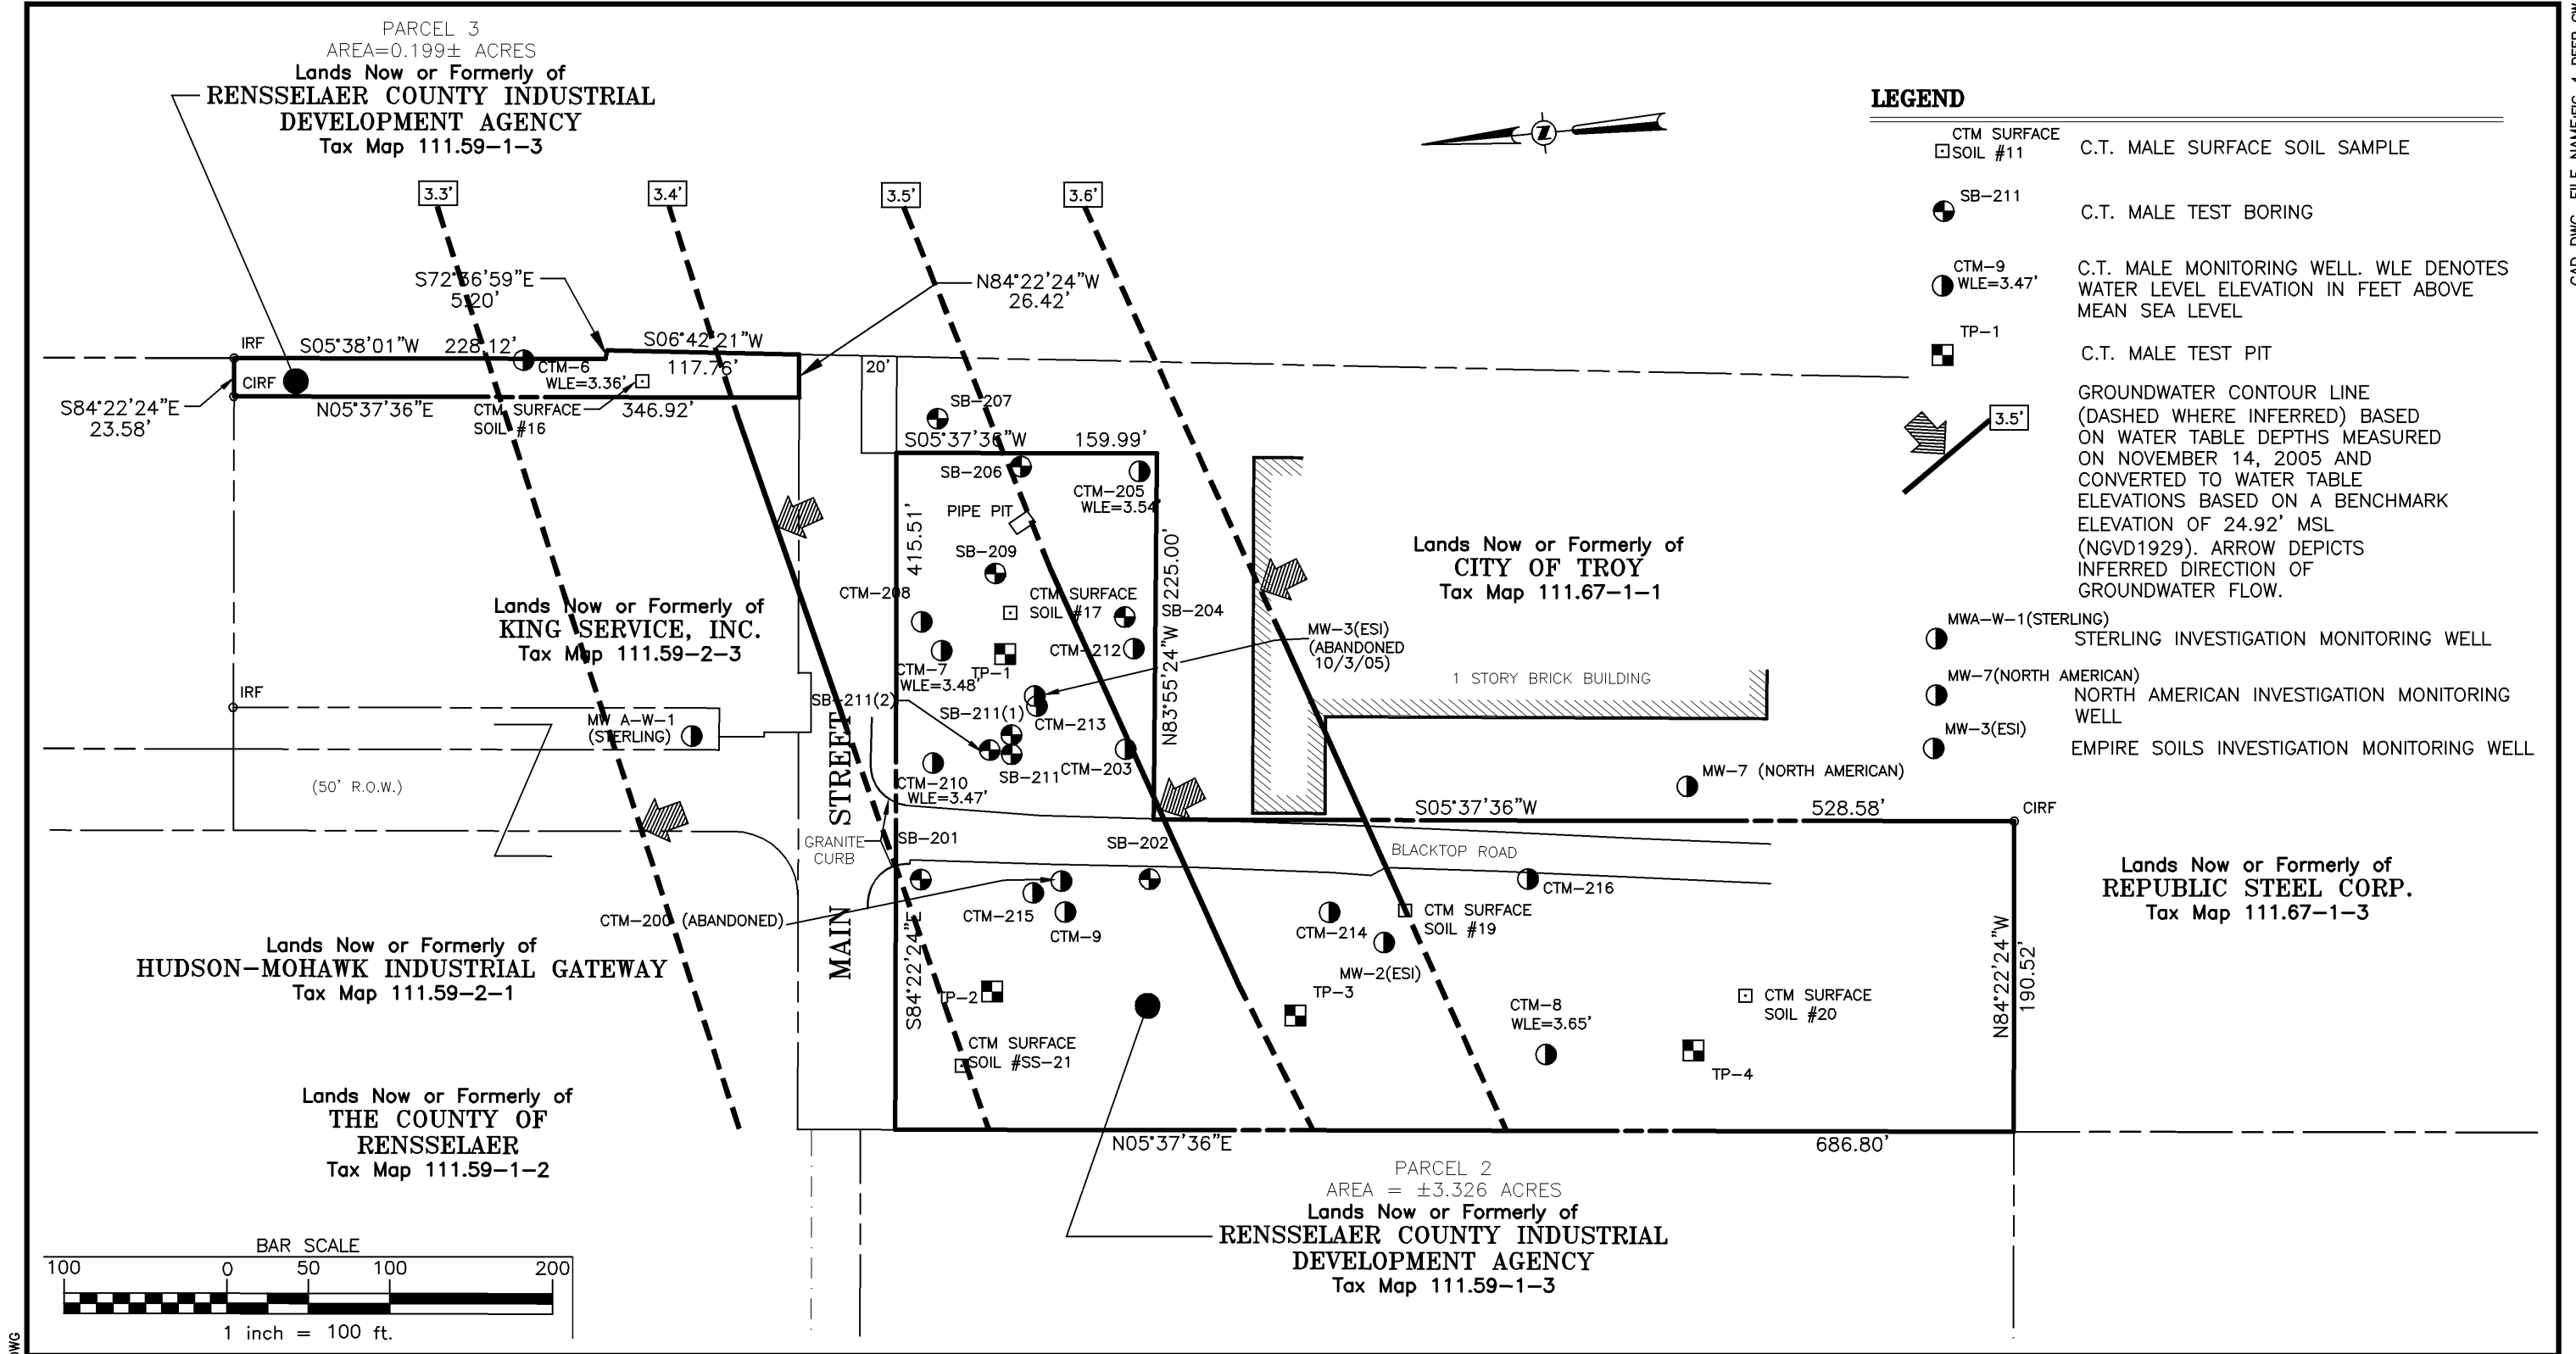 PARCEL 3
AREA=0.199± ACRES
Lands Now or Formerly of
RENSSELAER COUNTY INDUSTRIAL
DEVELOPMENT AGENCY
Tax Map 111.59-1-3
3.3'
3.4'
3.5'
3.6'
Z
S72°36'59"E
5.20'
N84°22'24"W
26.42'
IRF
S05°38'01"W
228.12'
S06°42'21"W
117.76'
CTM-6
WLE=3.36'
CIRF
S84°22'24"E
23.58'
N05°37'36"E
346.92'
CTM SURFACE
SOIL #16
20'
SB-207
S05°37'36"W
159.99'
SB-206
CTM-205
WLE=3.54'
PIPE PIT
415.51'
SB-209
CTM-208
CTM SURFACE
SOIL #17
SB-204
N83°55'24"W
225.00'
CTM-7
WLE=3.48'
TP-1
CTM-212
MW-3(ESI)
(ABANDONED
10/3/05)
SB-211(2)
SB-211(1)
CTM-213
SB-211
CTM-203
CTM-210
WLE=3.47'
Lands Now or Formerly of
CITY OF TROY
Tax Map 111.67-1-1
1 STORY BRICK BUILDING
Lands Now or Formerly of
KING SERVICE, INC.
Tax Map 111.59-2-3
IRF
MW A-W-1
(STERLING)
(50' R.O.W.)
MAIN STREET
GRANITE
CURB
SB-201
SB-202
BLACKTOP ROAD
MW-7 (NORTH AMERICAN)
S05°37'36"W
528.58'
CIRF
CTM-200 (ABANDONED)
CTM-215
CTM-9
CTM-216
CTM-214
CTM SURFACE
SOIL #19
MW-2(ESI)
S84°22'24"E
TP-2
TP-3
CTM-8
WLE=3.65'
CTM SURFACE
SOIL #20
CTM SURFACE
SOIL #SS-21
TP-4
N84°22'24"W
190.52'
N05°37'36"E
686.80'
Lands Now or Formerly of
REPUBLIC STEEL CORP.
Tax Map 111.67-1-3
Lands Now or Formerly of
HUDSON-MOHAWK INDUSTRIAL GATEWAY
Tax Map 111.59-2-1
Lands Now or Formerly of
THE COUNTY OF
RENSSELAER
Tax Map 111.59-1-2
PARCEL 2
AREA = ±3.326 ACRES
Lands Now or Formerly of
RENSSELAER COUNTY INDUSTRIAL
DEVELOPMENT AGENCY
Tax Map 111.59-1-3
BAR SCALE
100 0 50 100 200
1 inch = 100 ft.
LEGEND
CTM SURFACE
SOIL #11
C.T. MALE SURFACE SOIL SAMPLE
SB-211
C.T. MALE TEST BORING
CTM-9
WLE=3.47'
C.T. MALE MONITORING WELL. WLE DENOTES
WATER LEVEL ELEVATION IN FEET ABOVE
MEAN SEA LEVEL
TP-1
C.T. MALE TEST PIT
3.5'
GROUNDWATER CONTOUR LINE
(DASHED WHERE INFERRED) BASED
ON WATER TABLE DEPTHS MEASURED
ON NOVEMBER 14, 2005 AND
CONVERTED TO WATER TABLE
ELEVATIONS BASED ON A BENCHMARK
ELEVATION OF 24.92' MSL
(NGVD1929). ARROW DEPICTS
INFERRED DIRECTION OF
GROUNDWATER FLOW.
MWA-W-1(STERLING)
STERLING INVESTIGATION MONITORING WELL
MW-7(NORTH AMERICAN)
NORTH AMERICAN INVESTIGATION MONITORING
WELL
MW-3(ESI)
EMPIRE SOILS INVESTIGATION MONITORING WELL